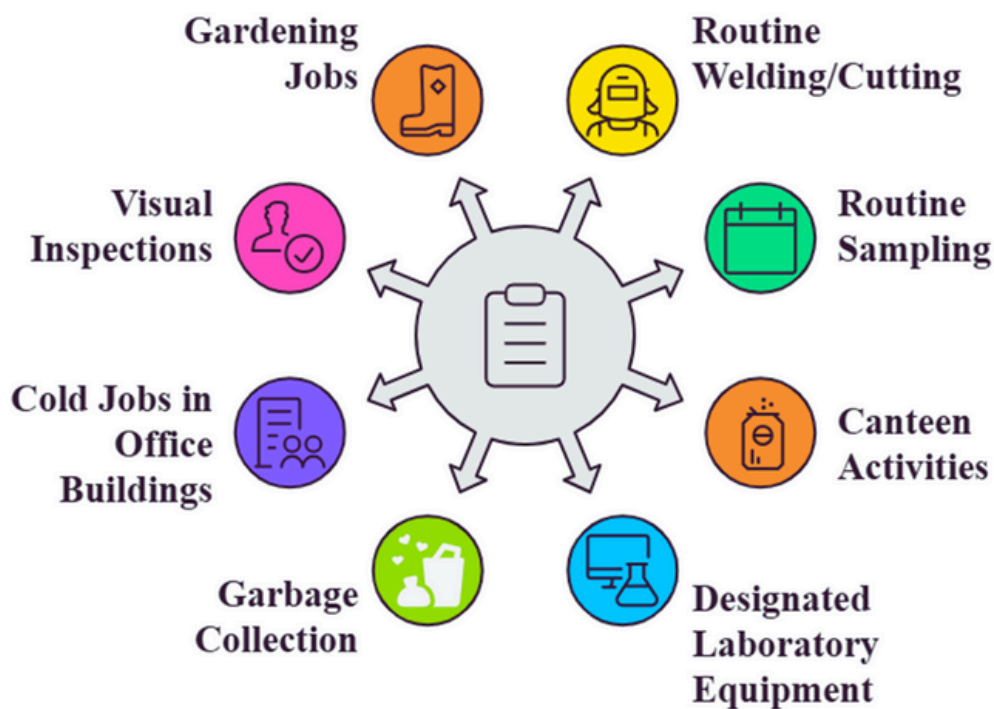 Gardening
Jobs
Routine
Welding/Cutting
Visual
Inspections
Routine
Sampling
Cold Jobs in
Office
Buildings
Canteen
Activities
Garbage
Collection
Designated
Laboratory
Equipment